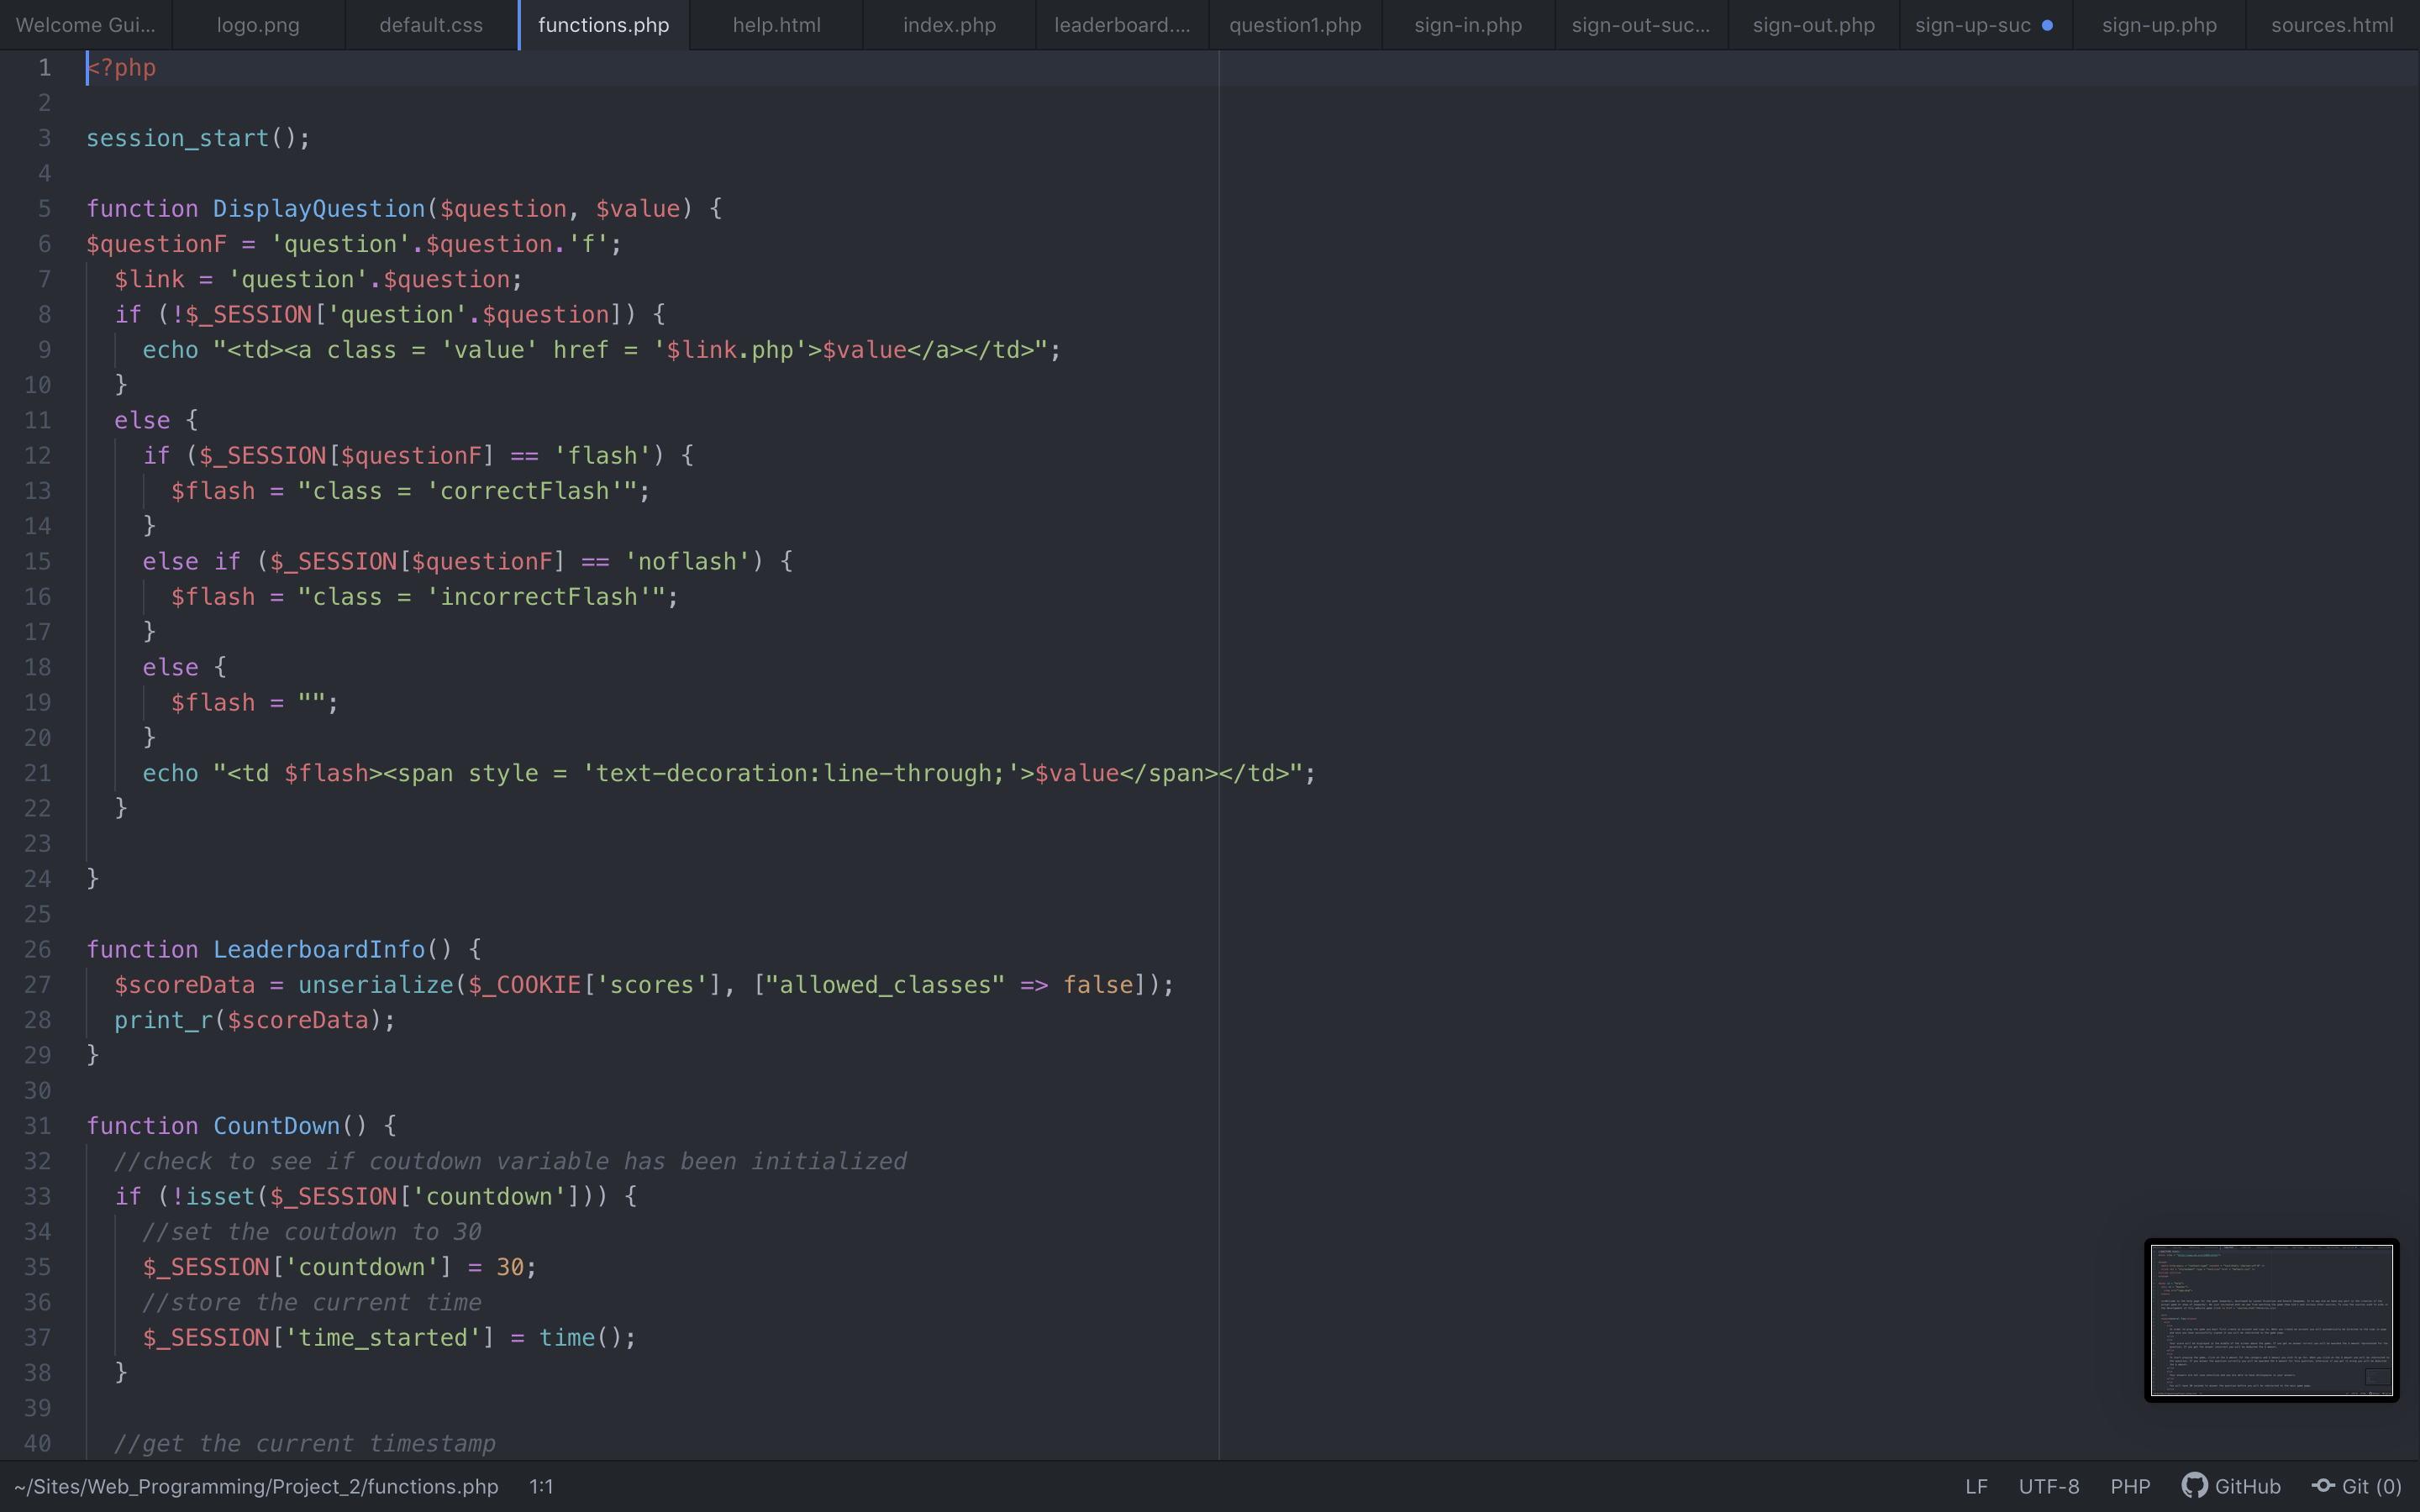 Welcome Gui... logo.png default.css functions.php help.html index.php leaderboard.... question1.php sign-in.php sign-out-suc... sign-out.php sign-up-suc sign-up.php sources.html
1 <?php
2
3 session_start();
4
5 function DisplayQuestion($question, $value) {
6 $questionF = 'question'.$question.'f';
7   $link = 'question'.$question;
8   if (!$_SESSION['question'.$question]) {
9     echo "<td><a class = 'value' href = '$link.php'>$value</a></td>";
10   }
11   else {
12     if ($_SESSION[$questionF] == 'flash') {
13       $flash = "class = 'correctFlash'";
14     }
15     else if ($_SESSION[$questionF] == 'noflash') {
16       $flash = "class = 'incorrectFlash'";
17     }
18     else {
19       $flash = "";
20     }
21     echo "<td $flash><span style = 'text-decoration:line-through;'>$value</span></td>";
22   }
23
24 }
25
26 function LeaderboardInfo() {
27   $scoreData = unserialize($_COOKIE['scores'], ["allowed_classes" => false]);
28   print_r($scoreData);
29 }
30
31 function CountDown() {
32   //check to see if coutdown variable has been initialized
33   if (!isset($_SESSION['countdown'])) {
34     //set the coutdown to 30
35     $_SESSION['countdown'] = 30;
36     //store the current time
37     $_SESSION['time_started'] = time();
38   }
39
40   //get the current timestamp
~/Sites/Web_Programming/Project_2/functions.php 1:1 LF UTF-8 PHP GitHub Git (0)